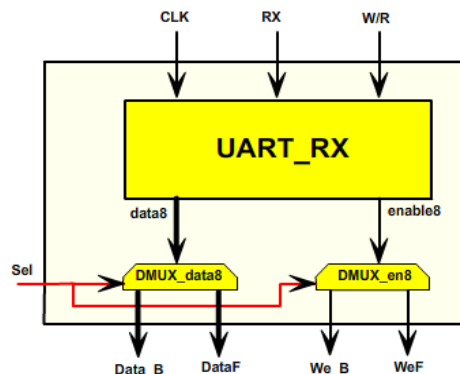 CLK RX W/R
UART_RX
data8 enable8
Sel DMUX_data8 DMUX_en8
Data_B DataF We_B WeF